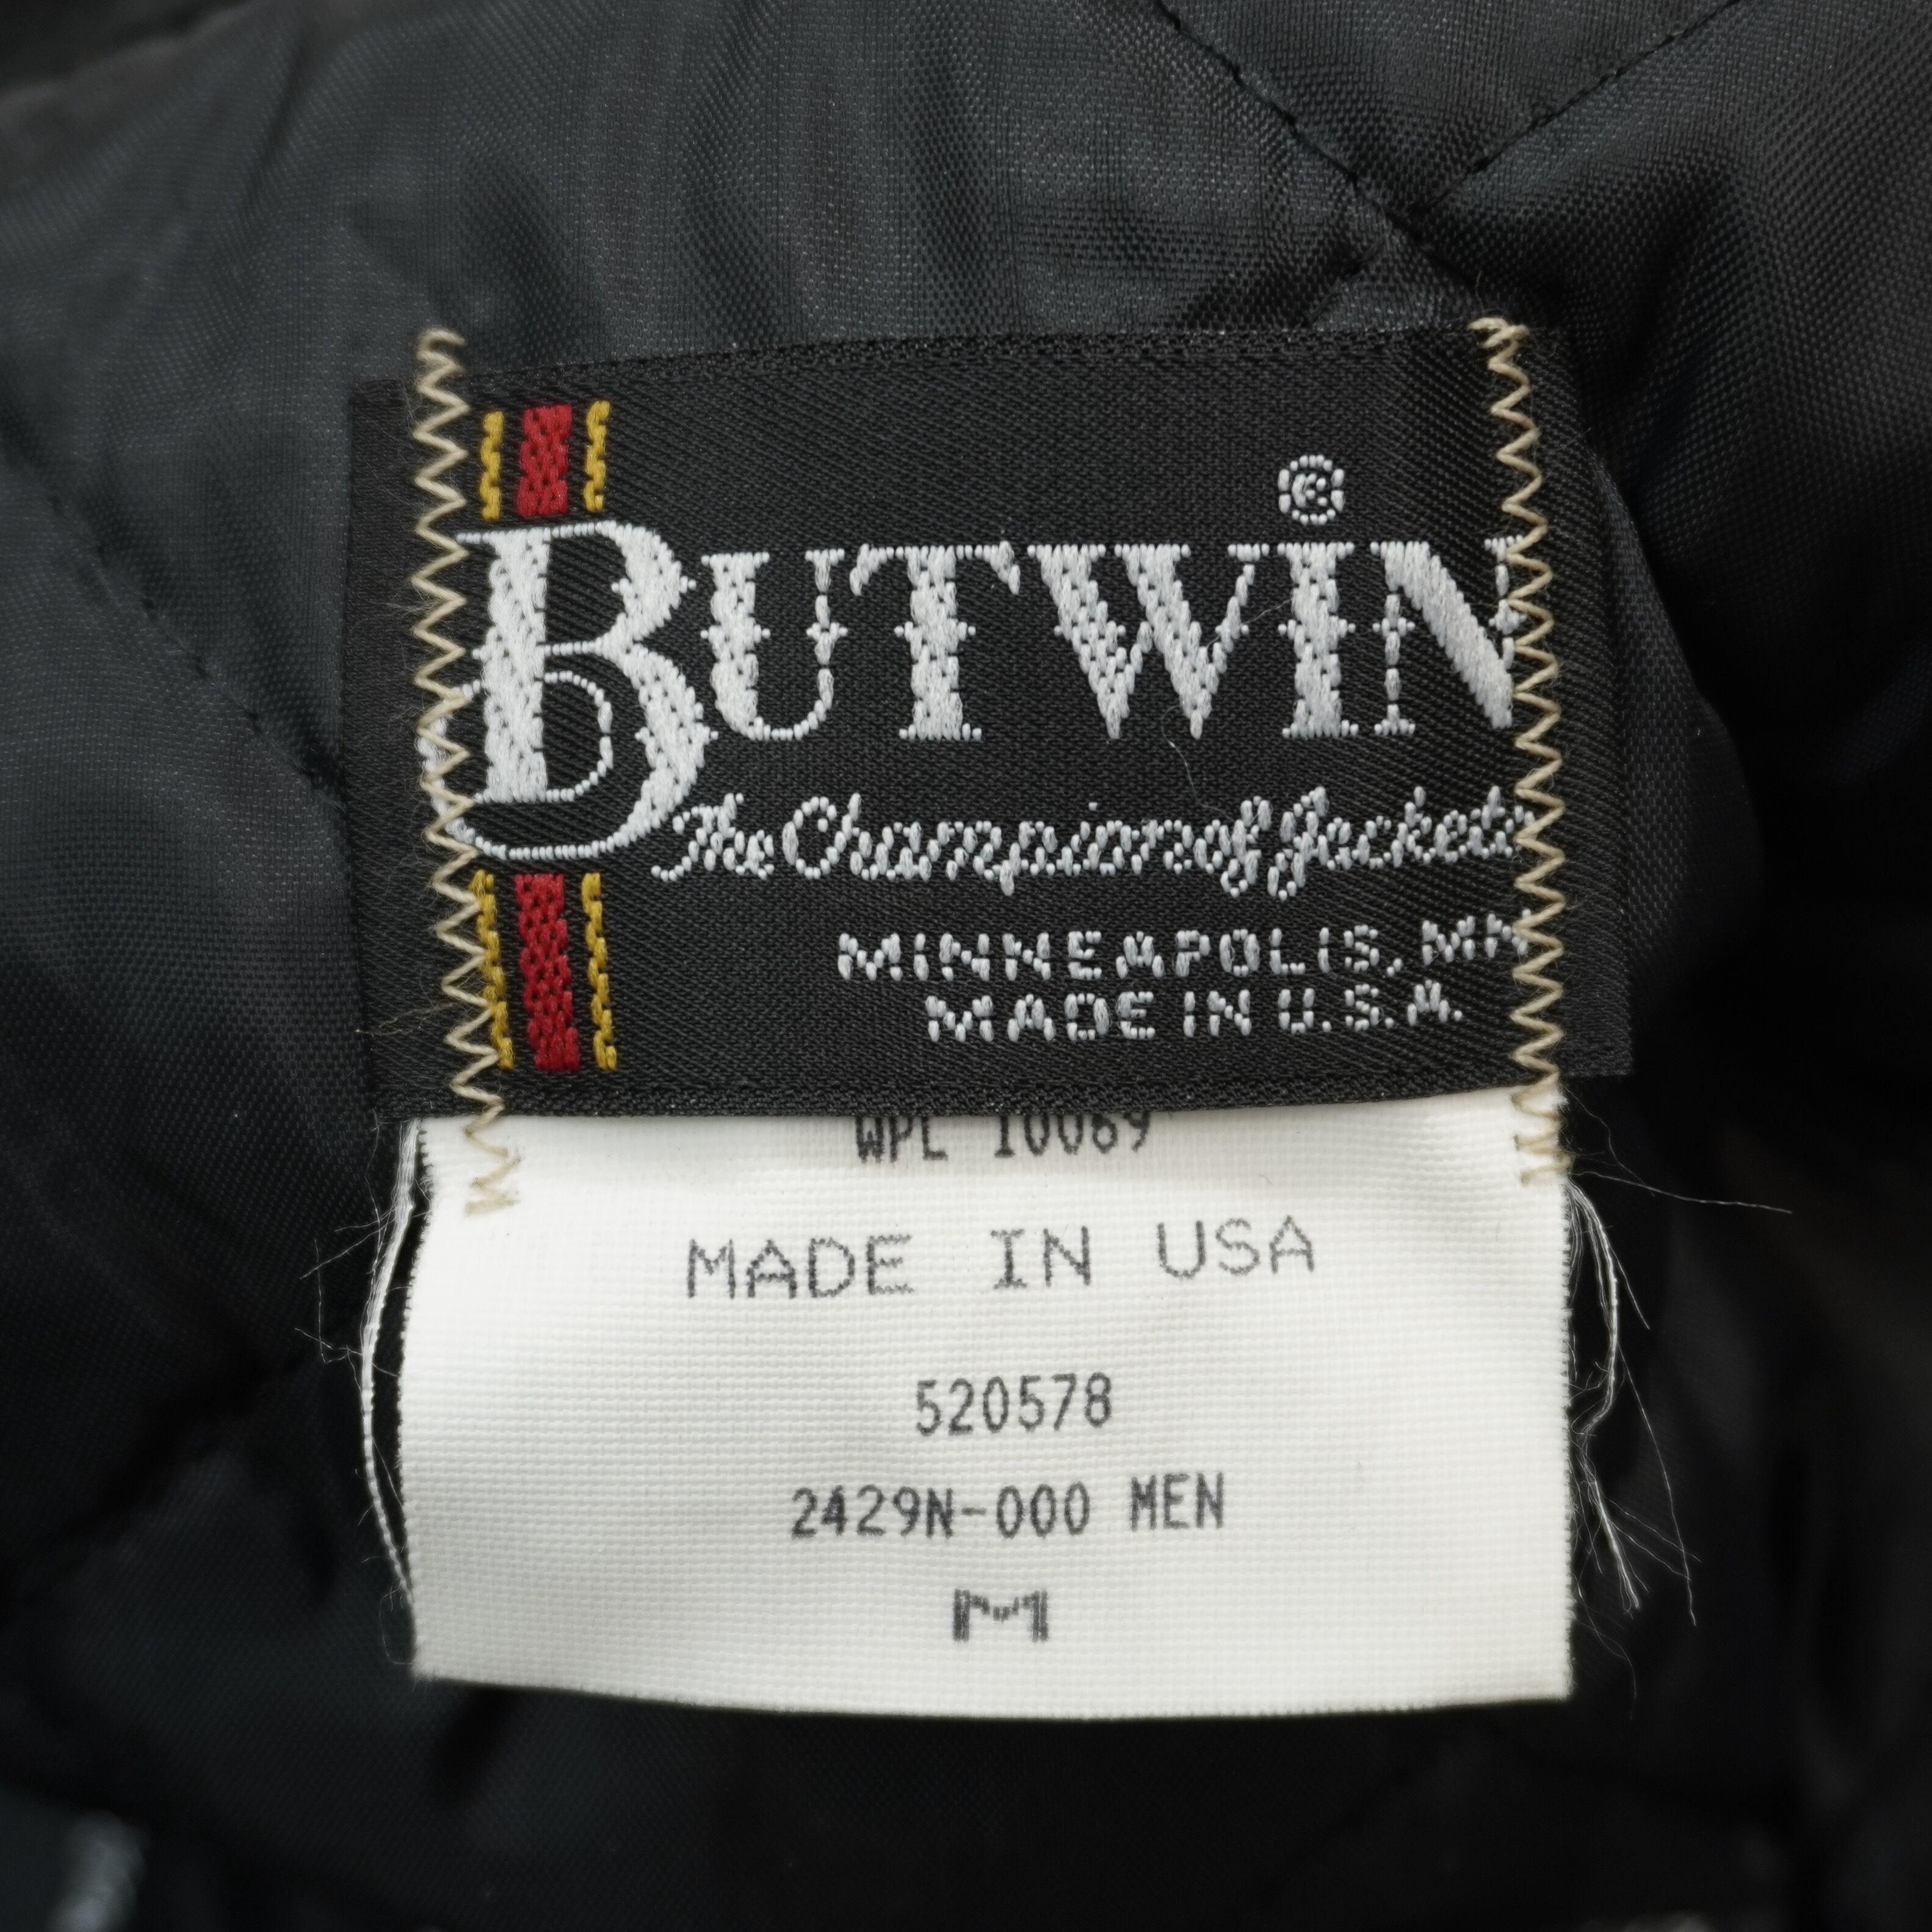 ®
BUTWIN
The Champion of Jackets
MINNEAPOLIS, MN
MADE IN U.S.A.
WPL 10069
MADE IN USA
520578
2429N-000 MEN
M